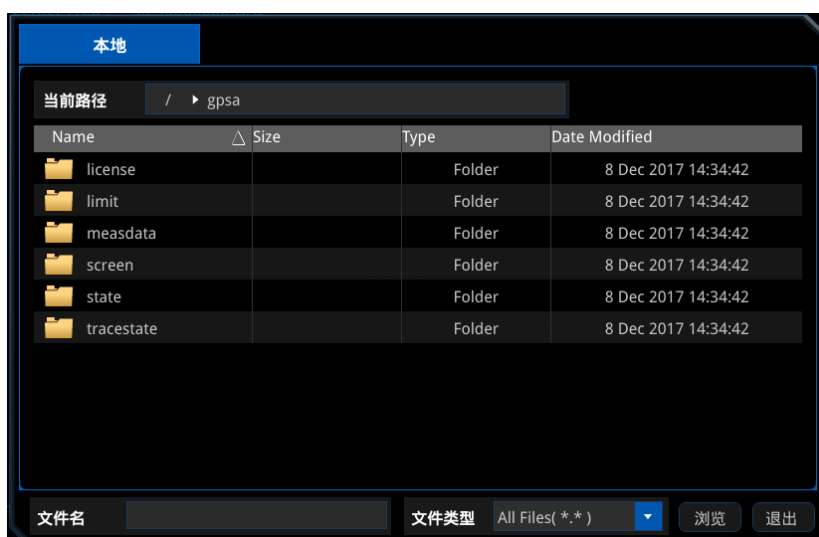 本地
当前路径 / gpsa
Name Size Type Date Modified
license Folder 8 Dec 2017 14:34:42
limit Folder 8 Dec 2017 14:34:42
measdata Folder 8 Dec 2017 14:34:42
screen Folder 8 Dec 2017 14:34:42
state Folder 8 Dec 2017 14:34:42
tracestate Folder 8 Dec 2017 14:34:42
文件名 文件类型 All Files( *.* ) 浏览 退出